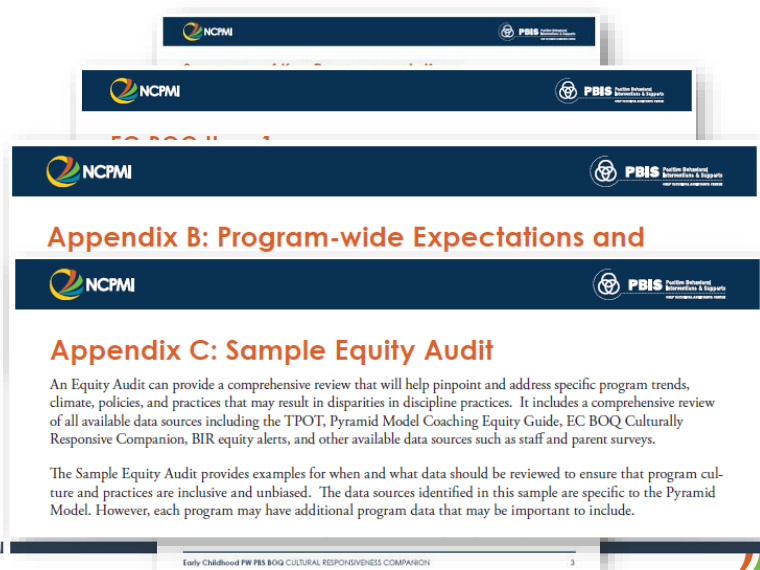 NCPMI
PBIS Positive Behavioral
Interventions & Supports
NCPMI
PBIS Positive Behavioral
Interventions & Supports
NCPMI
PBIS Positive Behavioral
Interventions & Supports
Appendix B: Program-wide Expectations and
NCPMI
PBIS Positive Behavioral
Interventions & Supports
Appendix C: Sample Equity Audit
An Equity Audit can provide a comprehensive review that will help pinpoint and address specific program trends,
climate, policies, and practices that may result in disparities in discipline practices. It includes a comprehensive review
of all available data sources including the TPOT, Pyramid Model Coaching Equity Guide, EC BOQ Culturally
Responsive Companion, BIR equity alerts, and other available data sources such as staff and parent surveys.
The Sample Equity Audit provides examples for when and what data should be reviewed to ensure that program cul-
ture and practices are inclusive and unbiased. The data sources identified in this sample are specific to the Pyramid
Model. However, each program may have additional program data that may be important to include.
Early Childhood PW PBS BOQ CULTURAL RESPONSIVENESS COMPANION 3